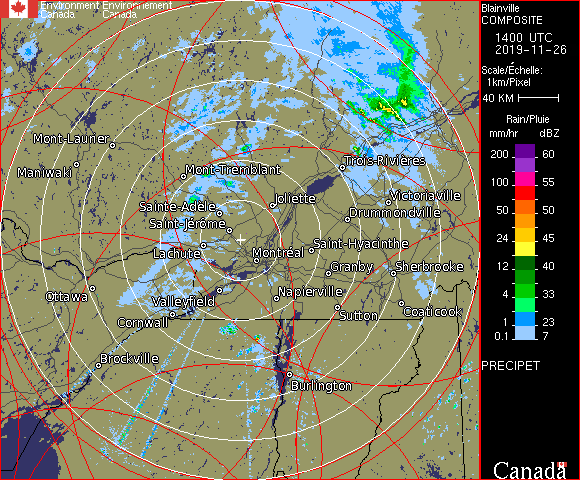 Environment Environnement
Canada Canada
Blainville
COMPOSITE
1400 UTC
2019-11-26
Scale/Échelle:
1km/Pixel
40 KM
Rain/Pluie
mm/hr dBZ
200 60
100 55
50 50
24 45
12 40
4 33
1 23
0.1 7
PRECIPET
Canada
Mont-Laurier
Maniwaki
Mont-Tremblant
Trois-Rivières
Joliette
Victoriaville
Sainte-Adèle
Drummondville
Saint-Jérôme
Lachute
Saint-Hyacinthe
Montréal
Granby
Sherbrooke
Ottawa
Valleyfield
Napierville
Cornwall
Sutton
Coaticook
Brockville
Burlington